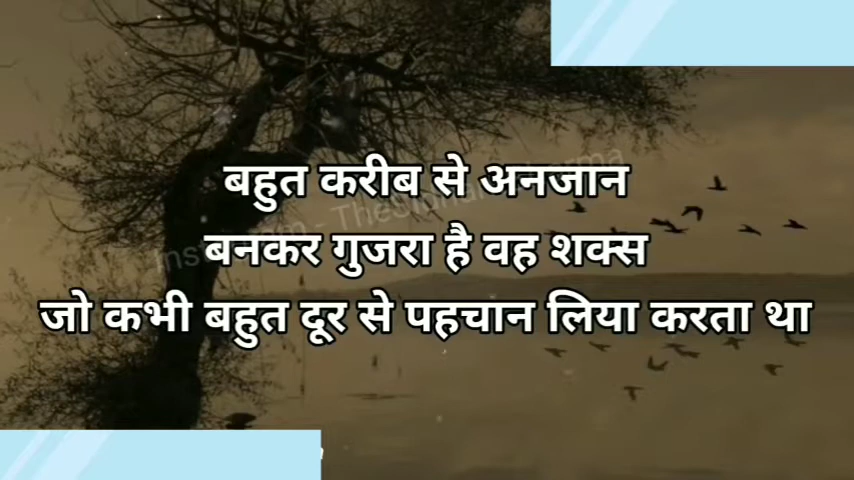 बहुत करीब से अनजान
बनकर गुजरा है वह शक्स
जो कभी बहुत दूर से पहचान लिया करता था